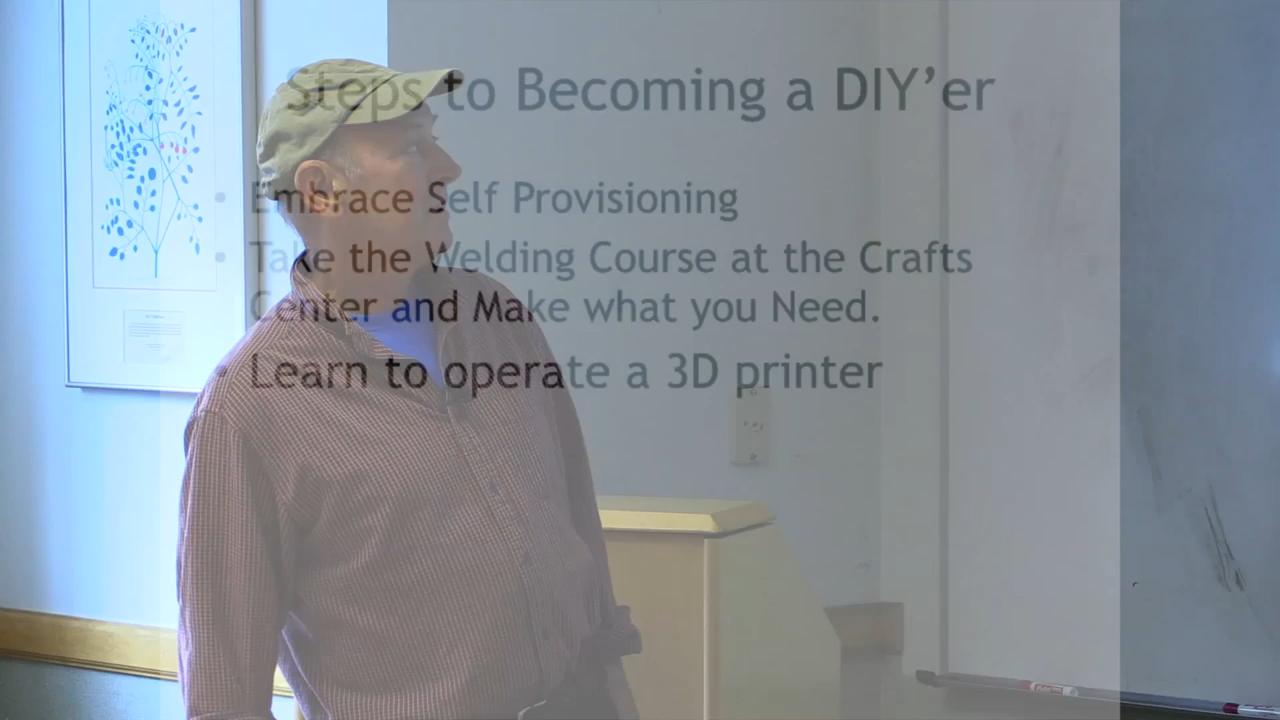 Steps to Becoming a DIY’er
• Embrace Self Provisioning
• Take the Welding Course at the Crafts
Center and Make what you Need.
• Learn to operate a 3D printer